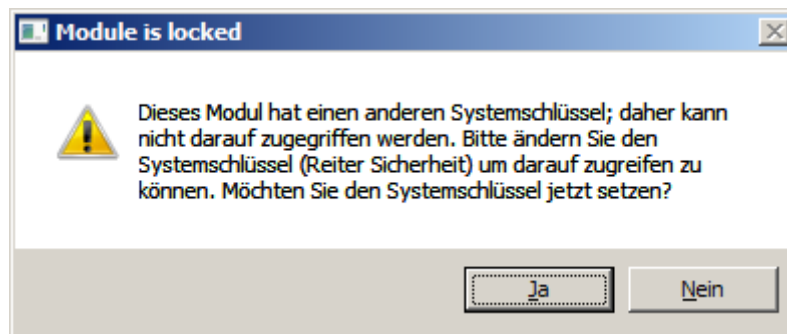 Module is locked
Dieses Modul hat einen anderen Systemschlüssel; daher kann
nicht darauf zugegriffen werden. Bitte ändern Sie den
Systemschlüssel (Reiter Sicherheit) um darauf zugreifen zu
können. Möchten Sie den Systemschlüssel jetzt setzen?
Ja
Nein